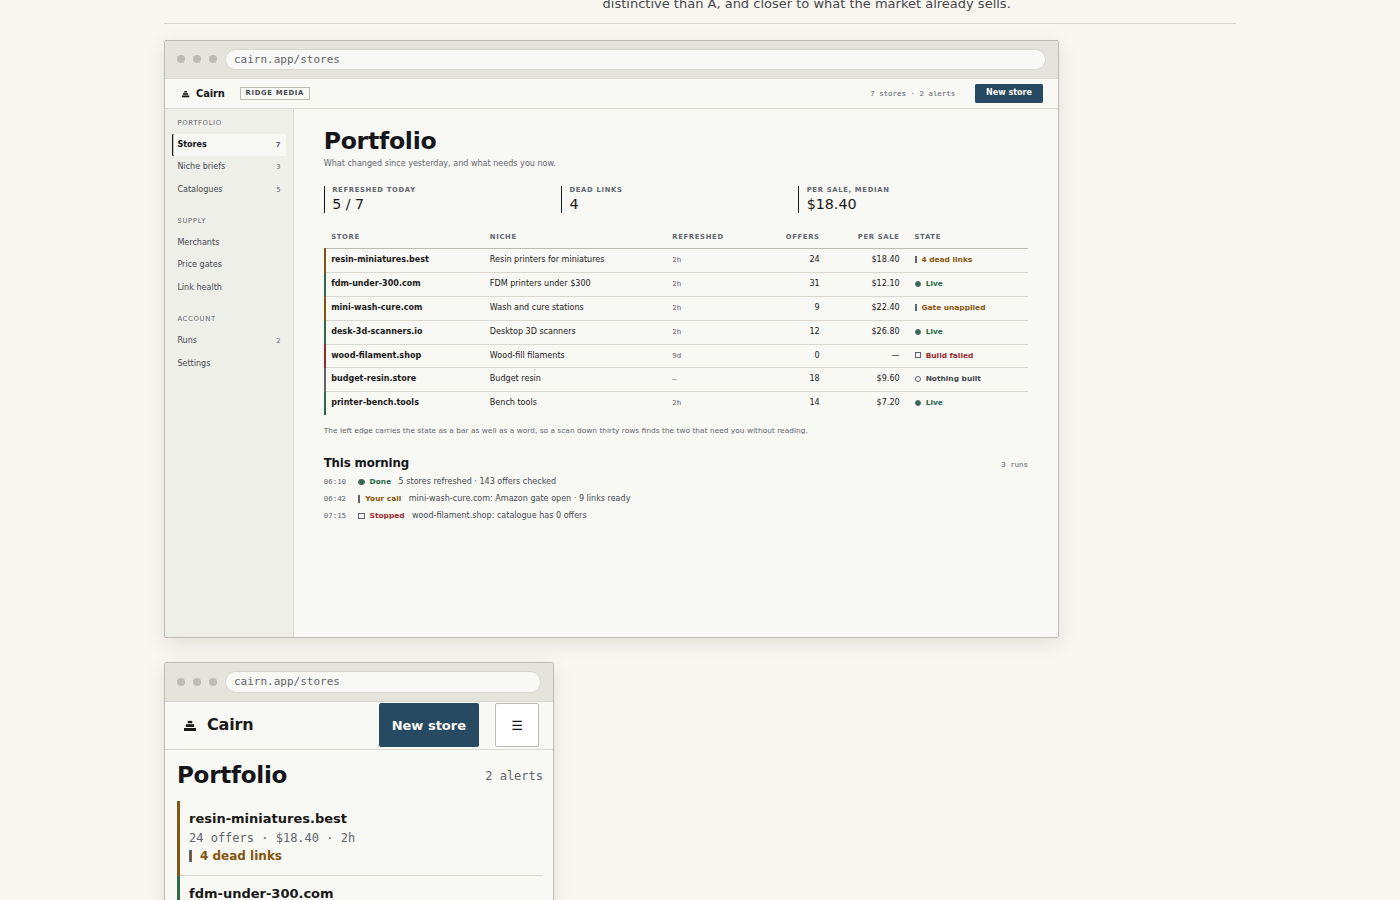 distinctive than A, and closer to what the market already sells.
cairn.app/stores
Cairn RIDGE MEDIA 7 stores · 2 alerts New store
PORTFOLIO
Stores 7
Niche briefs 3
Catalogues 5
SUPPLY
Merchants
Price gates
Link health
ACCOUNT
Runs 2
Settings
Portfolio
What changed since yesterday, and what needs you now.
REFRESHED TODAY
5 / 7
DEAD LINKS
4
PER SALE, MEDIAN
$18.40
STORE NICHE REFRESHED OFFERS PER SALE STATE
resin-miniatures.best Resin printers for miniatures 2h 24 $18.40 4 dead links
fdm-under-300.com FDM printers under $300 2h 31 $12.10 Live
mini-wash-cure.com Wash and cure stations 2h 9 $22.40 Gate unapplied
desk-3d-scanners.io Desktop 3D scanners 2h 12 $26.80 Live
wood-filament.shop Wood-fill filaments 9d 0 — Build failed
budget-resin.store Budget resin — 18 $9.60 Nothing built
printer-bench.tools Bench tools 2h 14 $7.20 Live
The left edge carries the state as a bar as well as a word, so a scan down thirty rows finds the two that need you without reading.
This morning 3 runs
06:10 Done 5 stores refreshed · 143 offers checked
06:42 Your call mini-wash-cure.com: Amazon gate open · 9 links ready
07:15 Stopped wood-filament.shop: catalogue has 0 offers
cairn.app/stores
Cairn New store ☰
Portfolio 2 alerts
resin-miniatures.best
24 offers · $18.40 · 2h
4 dead links
fdm-under-300.com